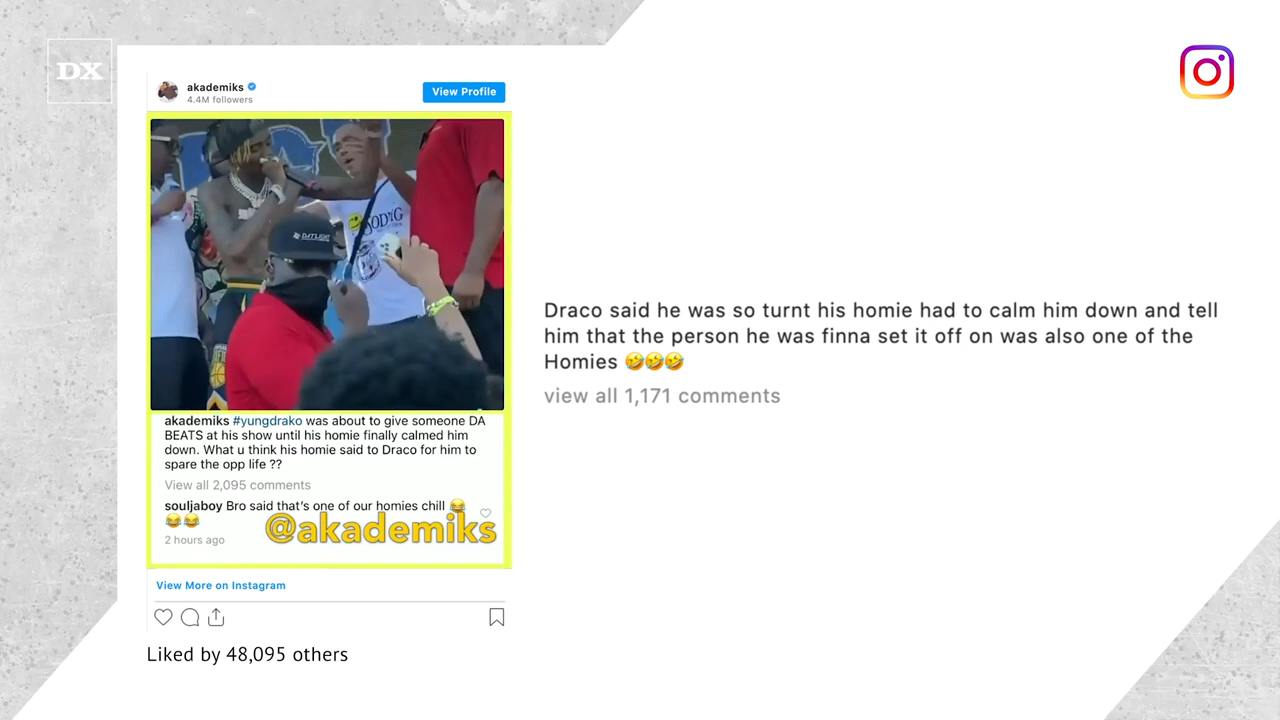 DX
akademiks
4.4M followers
View Profile
SODMG
DATLIGHT
akademiks #yungdrako was about to give someone DA
BEATS at his show until his homie finally calmed him
down. What u think his homie said to Draco for him to
spare the opp life ??
View all 2,095 comments
souljaboy Bro said that's one of our homies chill 😂
😂😂
@akademiks
2 hours ago
View More on Instagram
Liked by 48,095 others
Draco said he was so turnt his homie had to calm him down and tell
him that the person he was finna set it off on was also one of the
Homies 🤣🤣🤣
view all 1,171 comments